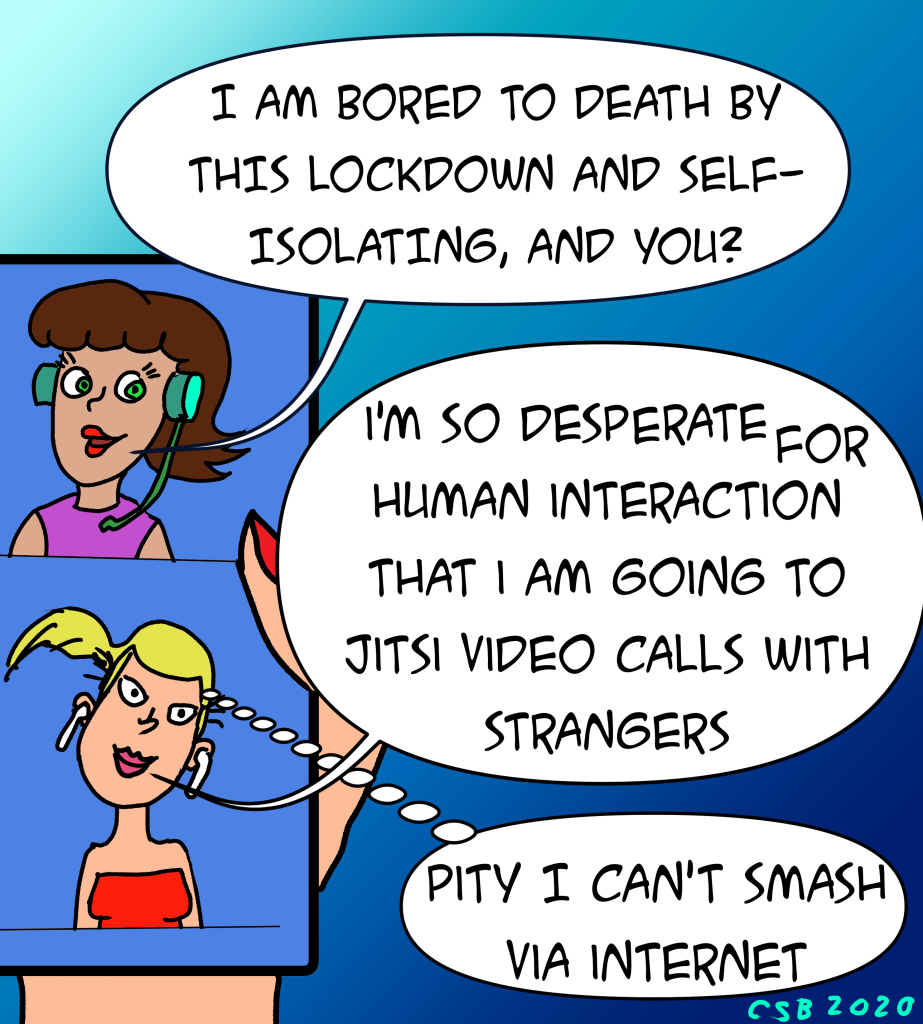 I AM BORED TO DEATH BY
THIS LOCKDOWN AND SELF-
ISOLATING, AND YOU?
I'M SO DESPERATE FOR
HUMAN INTERACTION
THAT I AM GOING TO
JITSI VIDEO CALLS WITH
STRANGERS
PITY I CAN'T SMASH
VIA INTERNET
CSB 2020